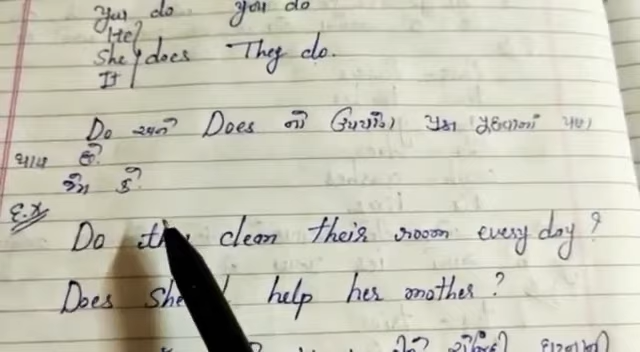 You do You do
He
She does They do.
It
Do અને Does નો ઉપયોગ પ્રશ્ન પૂછવાનાં પણ
થાય છે.
જેમ કે.
E.x
Do clean their room every day?
Does help her mother?